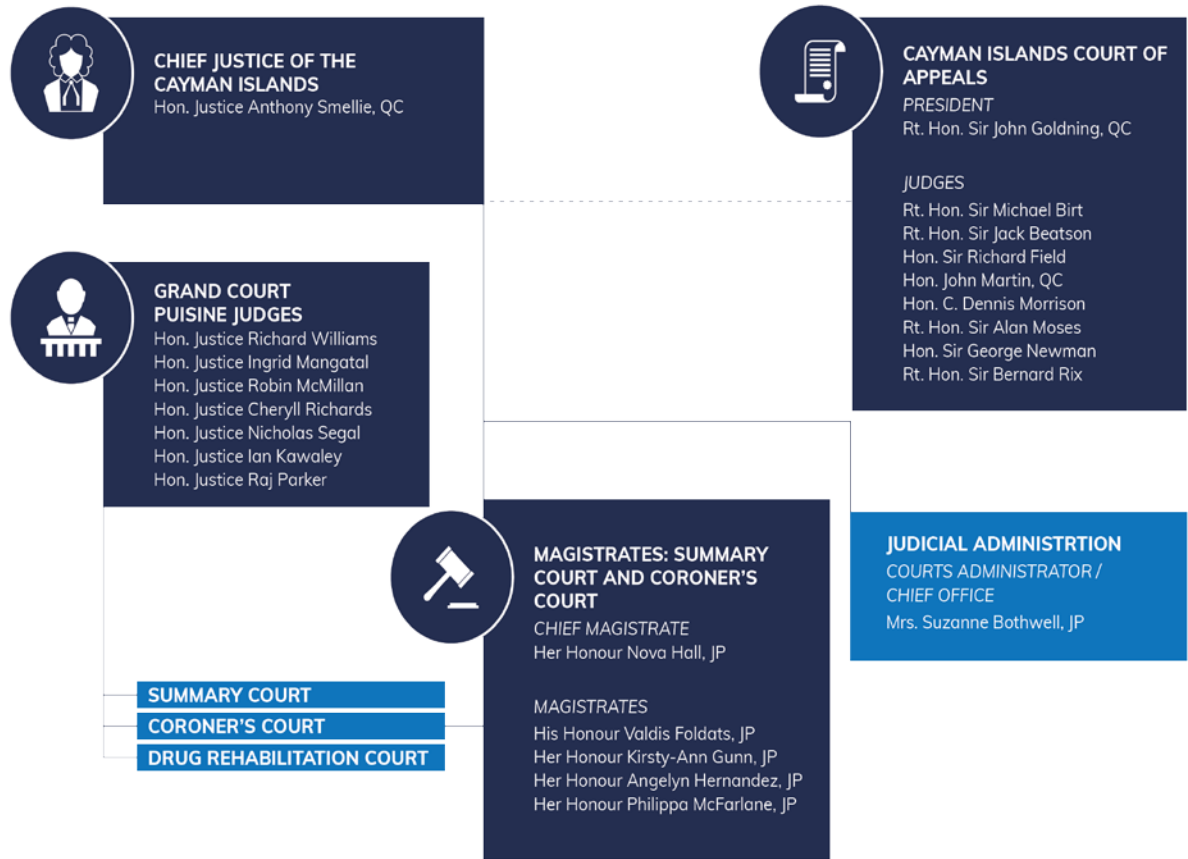 CHIEF JUSTICE OF THE
CAYMAN ISLANDS
Hon. Justice Anthony Smellie, QC
CAYMAN ISLANDS COURT OF
APPEALS
PRESIDENT
Rt. Hon. Sir John Goldning, QC
JUDGES
Rt. Hon. Sir Michael Birt
Rt. Hon. Sir Jack Beatson
Hon. Sir Richard Field
Hon. John Martin, QC
Hon. C. Dennis Morrison
Rt. Hon. Sir Alan Moses
Hon. Sir George Newman
Rt. Hon. Sir Bernard Rix
GRAND COURT
PUISINE JUDGES
Hon. Justice Richard Williams
Hon. Justice Ingrid Mangatal
Hon. Justice Robin McMillan
Hon. Justice Cheryll Richards
Hon. Justice Nicholas Segal
Hon. Justice Ian Kawaley
Hon. Justice Raj Parker
MAGISTRATES: SUMMARY
COURT AND CORONER'S
COURT
CHIEF MAGISTRATE
Her Honour Nova Hall, JP
MAGISTRATES
His Honour Valdis Foldats, JP
Her Honour Kirsty-Ann Gunn, JP
Her Honour Angelyn Hernandez, JP
Her Honour Philippa McFarlane, JP
JUDICIAL ADMINISTRTION
COURTS ADMINISTRATOR /
CHIEF OFFICE
Mrs. Suzanne Bothwell, JP
SUMMARY COURT
CORONER'S COURT
DRUG REHABILITATION COURT